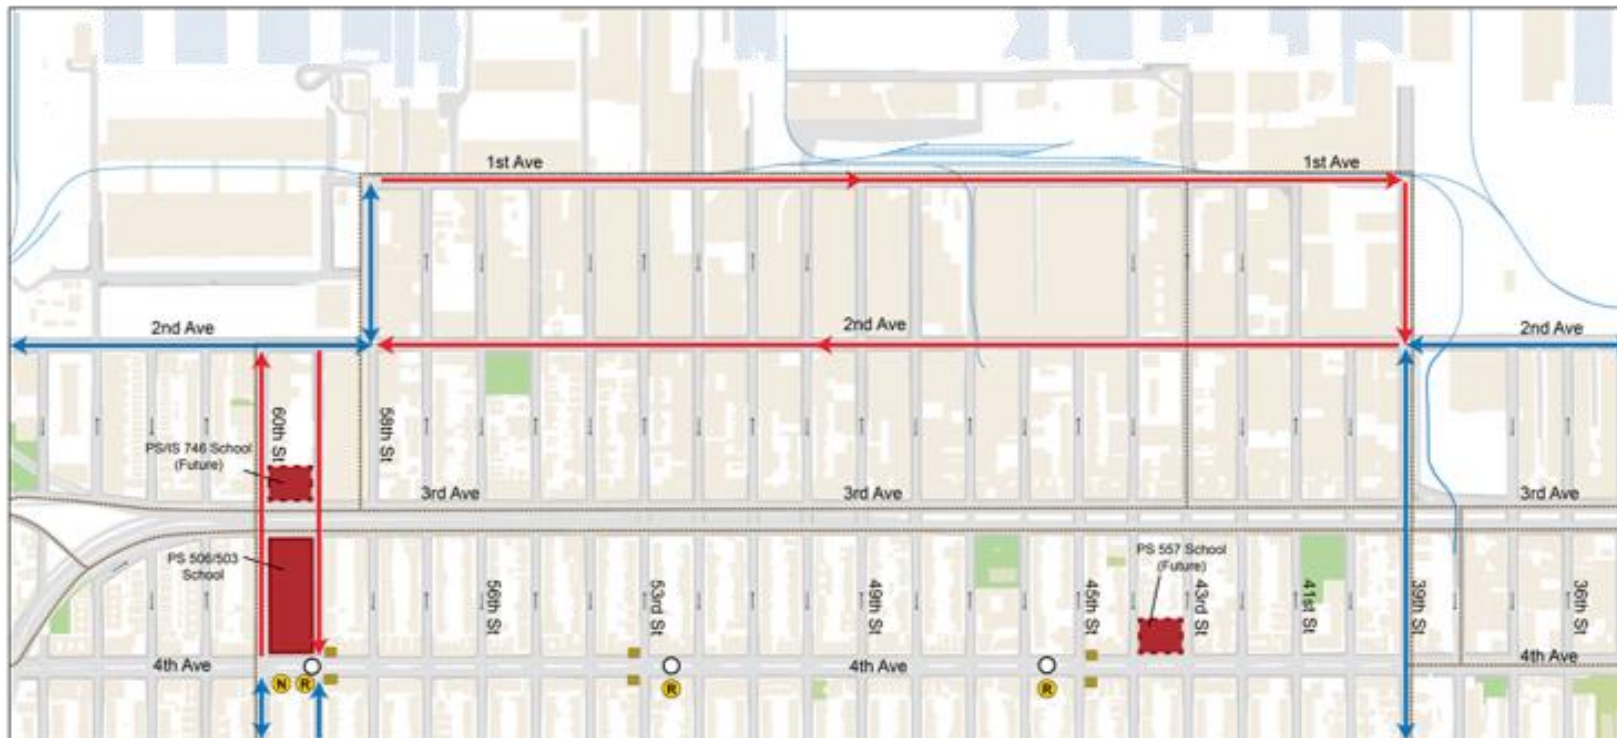 1st Ave
1st Ave
2nd Ave
2nd Ave
2nd Ave
60th St
58th St
PS/IS 746 School
(Future)
3rd Ave
3rd Ave
3rd Ave
PS 506/503
School
PS 557 School
(Future)
56th St
53rd St
49th St
45th St
43rd St
41st St
39th St
36th St
4th Ave
4th Ave
4th Ave
N R
R
R